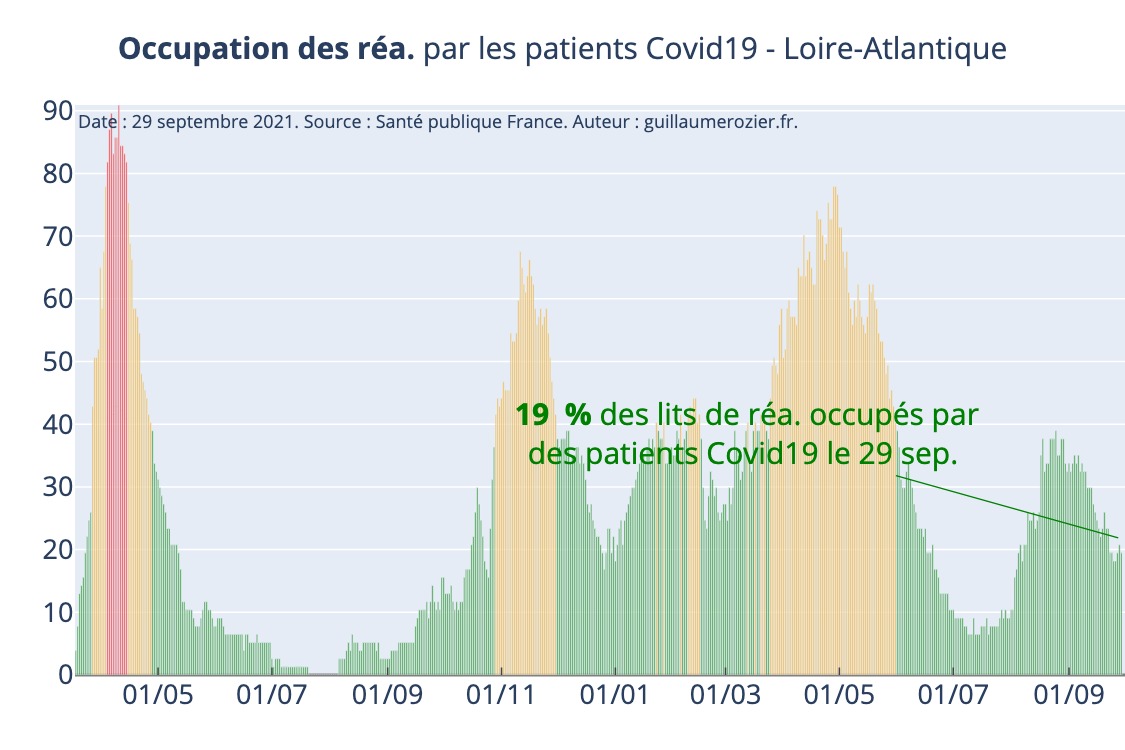 Occupation des réa. par les patients Covid19 - Loire-Atlantique
90
Date : 29 septembre 2021. Source : Santé publique France. Auteur : guillaumerozier.fr.
80
70
60
50
40
19 % des lits de réa. occupés par
des patients Covid19 le 29 sep.
30
20
10
0
01/05 01/07 01/09 01/11 01/01 01/03 01/05 01/07 01/09